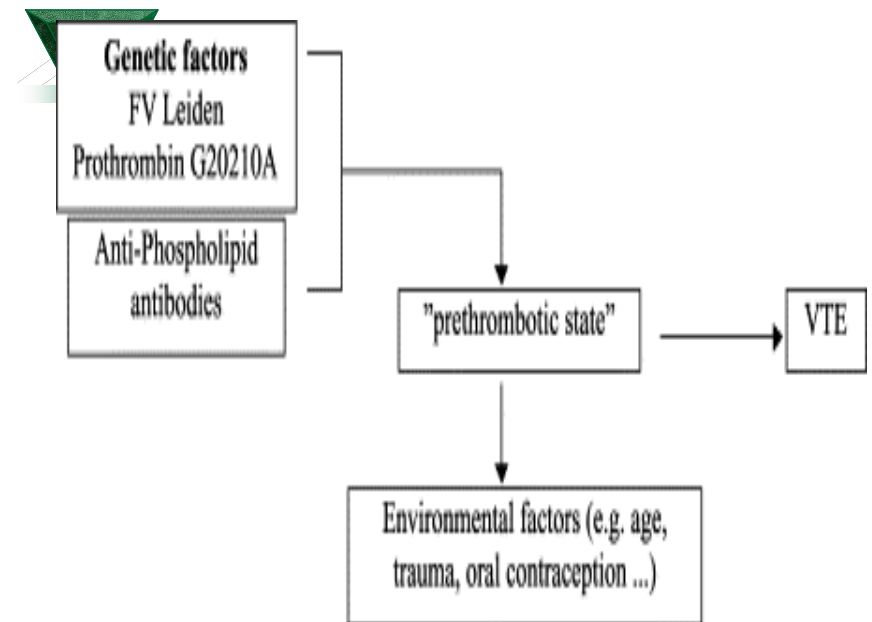 Genetic factors
FV Leiden
Prothrombin G20210A
Anti-Phospholipid
antibodies
”prethrombotic state”
VTE
Environmental factors (e.g. age,
trauma, oral contraception ...)